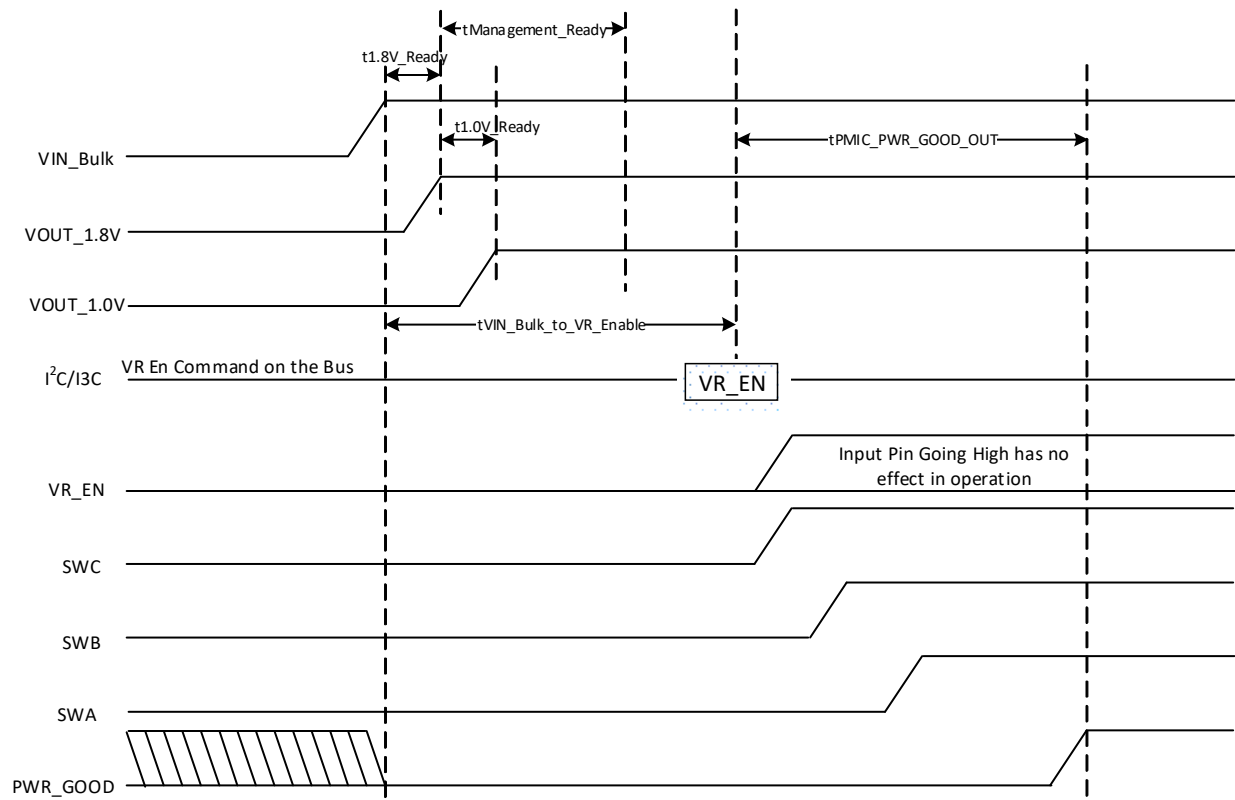 tManagement_Ready
t1.8V_Ready
t1.0V_Ready
tPMIC_PWR_GOOD_OUT
VIN_Bulk
VOUT_1.8V
VOUT_1.0V
tVIN_Bulk_to_VR_Enable
VR En Command on the Bus
I²C/I3C
VR_EN
Input Pin Going High has no
effect in operation
VR_EN
SWC
SWB
SWA
PWR_GOOD